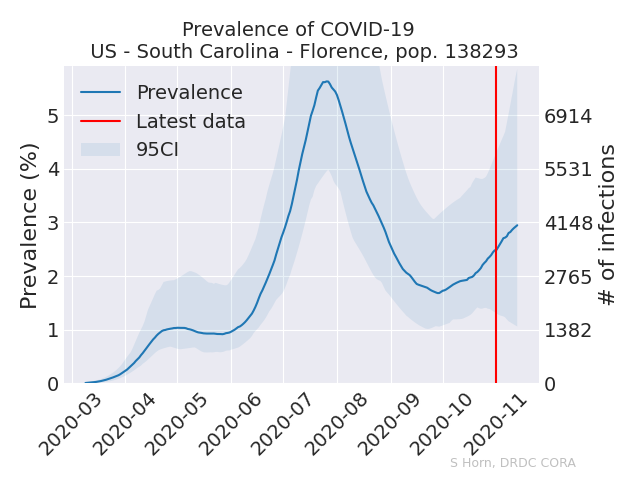 Prevalence of COVID-19
US - South Carolina - Florence, pop. 138293
Prevalence
Latest data
95CI
Prevalence (%)
5
4
3
2
1
0
6914
5531
4148
2765
1382
0
# of infections
2020-03
2020-04
2020-05
2020-06
2020-07
2020-08
2020-09
2020-10
2020-11
S Horn, DRDC CORA